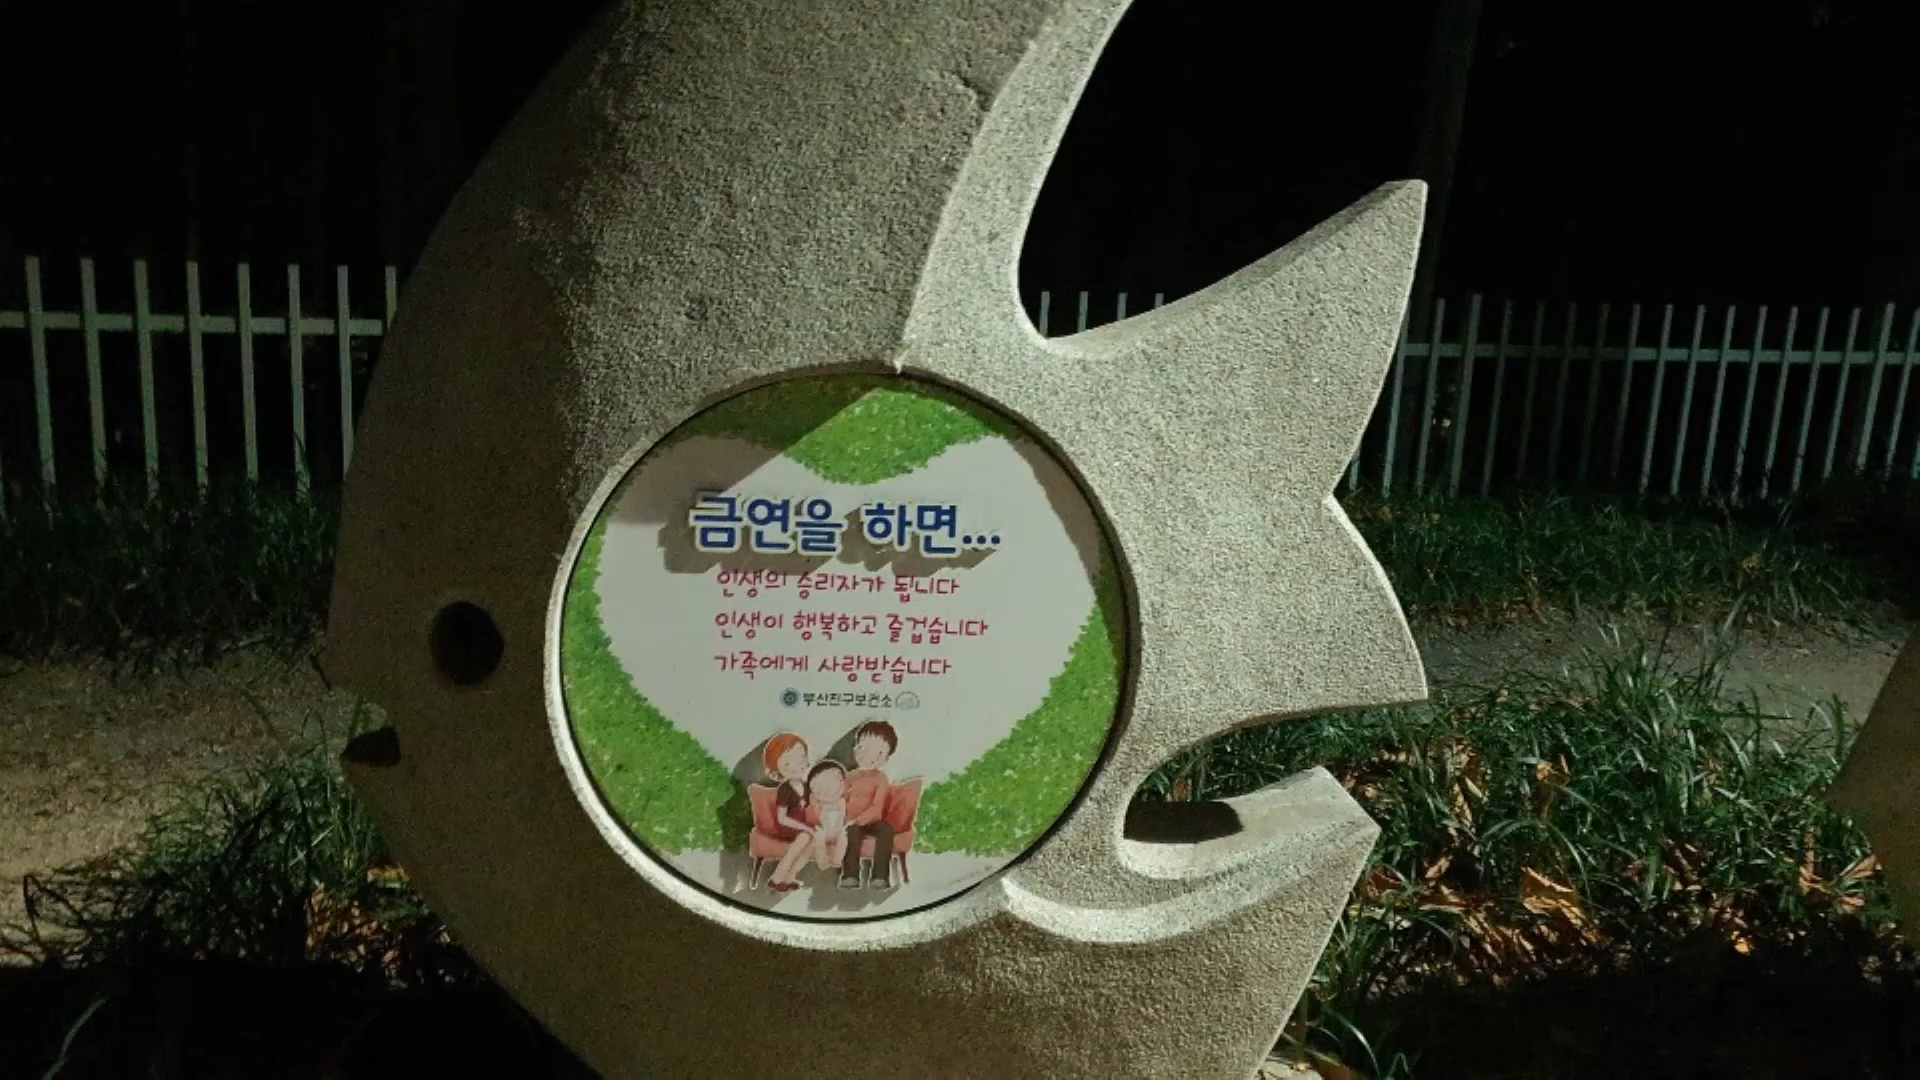 금연을 하면...
인생의 승리자가 됩니다
인생이 행복하고 즐겁습니다
가족에게 사랑받습니다
부산진구보건소